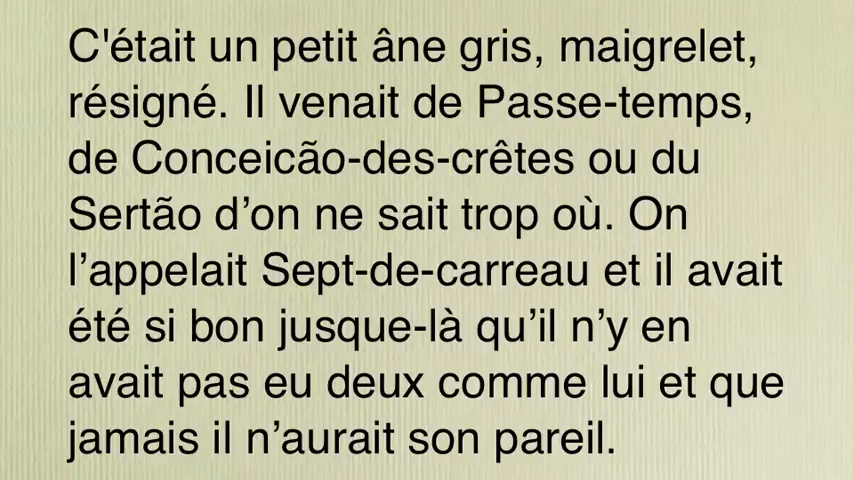 C'était un petit âne gris, maigrelet,
résigné. Il venait de Passe-temps,
de Conceicão-des-crêtes ou du
Sertão d’on ne sait trop où. On
l’appelait Sept-de-carreau et il avait
été si bon jusque-là qu’il n’y en
avait pas eu deux comme lui et que
jamais il n’aurait son pareil.